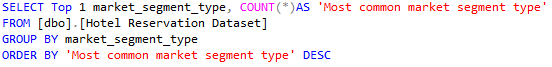 SELECT Top 1 market_segment_type, COUNT(*)AS 'Most common market segment type'
FROM [dbo].[Hotel Reservation Dataset]
GROUP BY market_segment_type
ORDER BY 'Most common market segment type' DESC